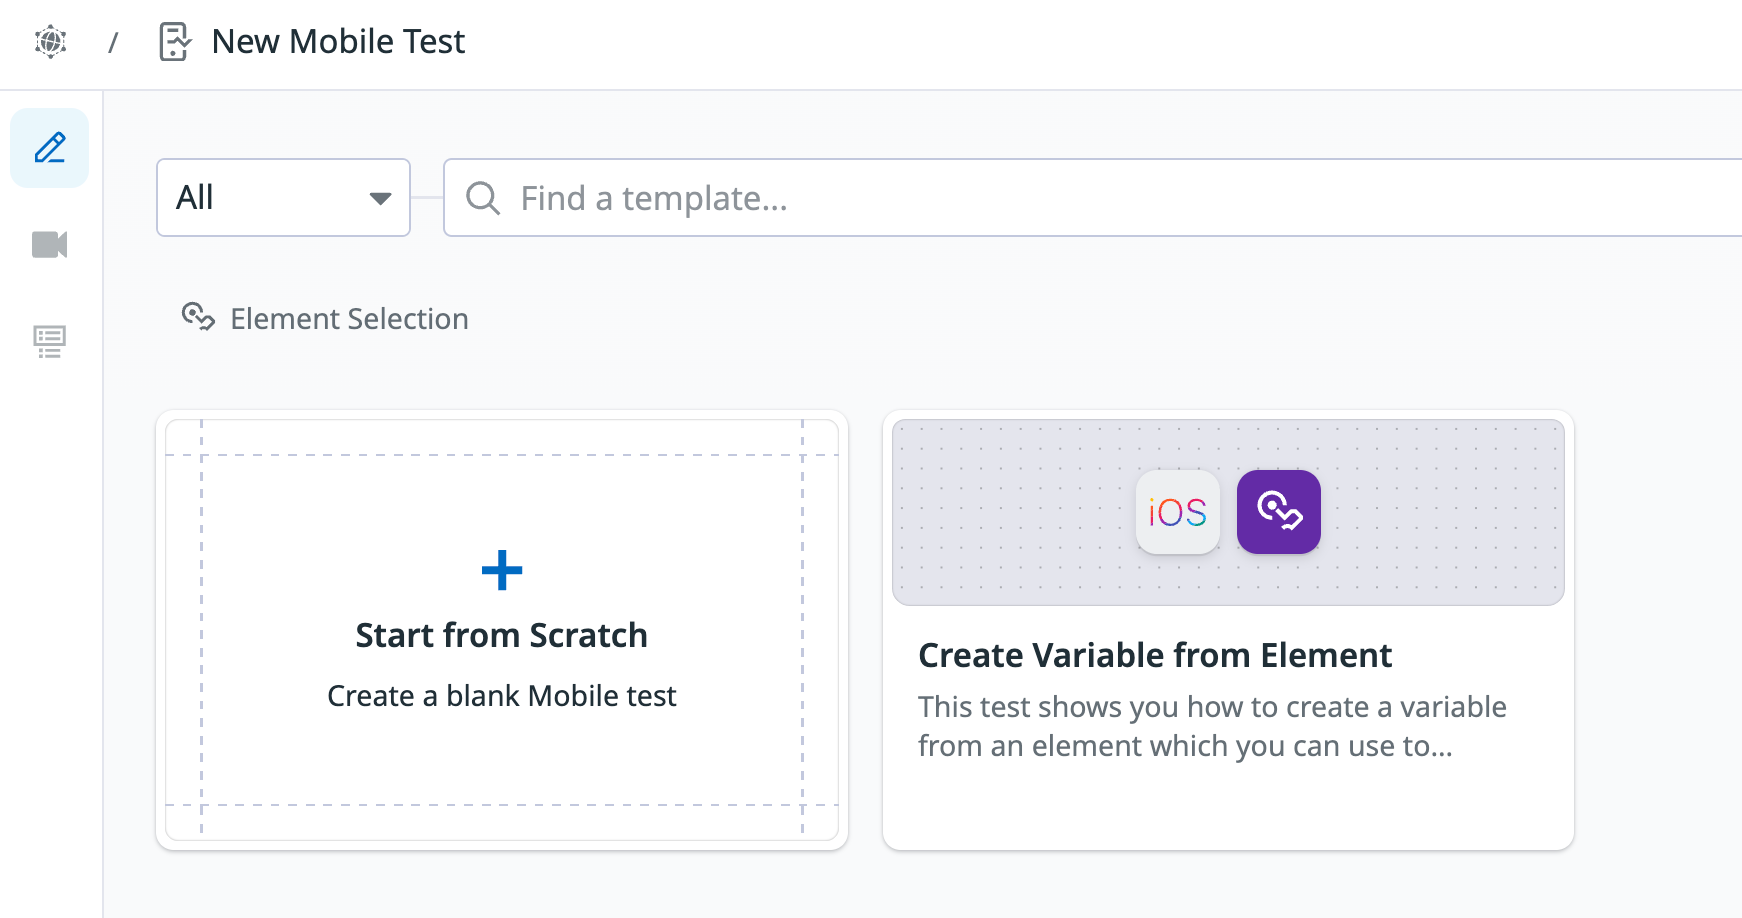 / New Mobile Test
All
Find a template...
Element Selection
Start from Scratch
Create a blank Mobile test
iOS
Create Variable from Element
This test shows you how to create a variable
from an element which you can use to...